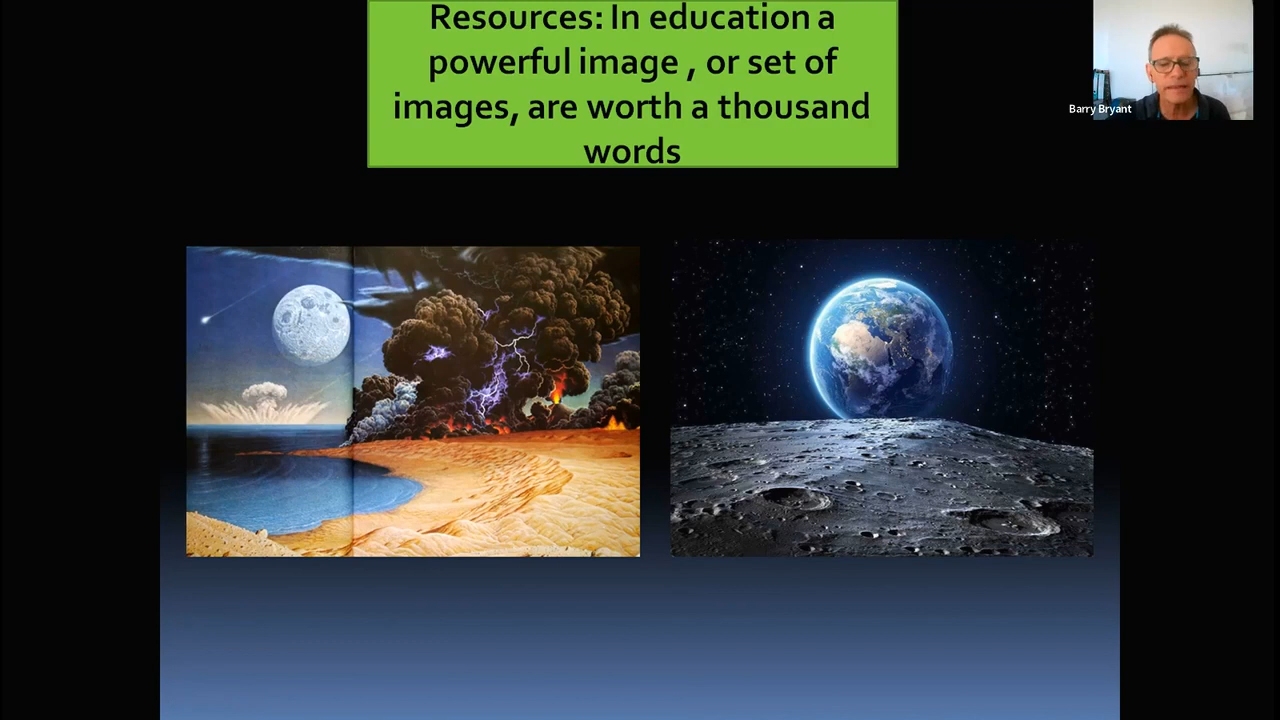 Resources: In education a
powerful image , or set of
images, are worth a thousand
words
Barry Bryant